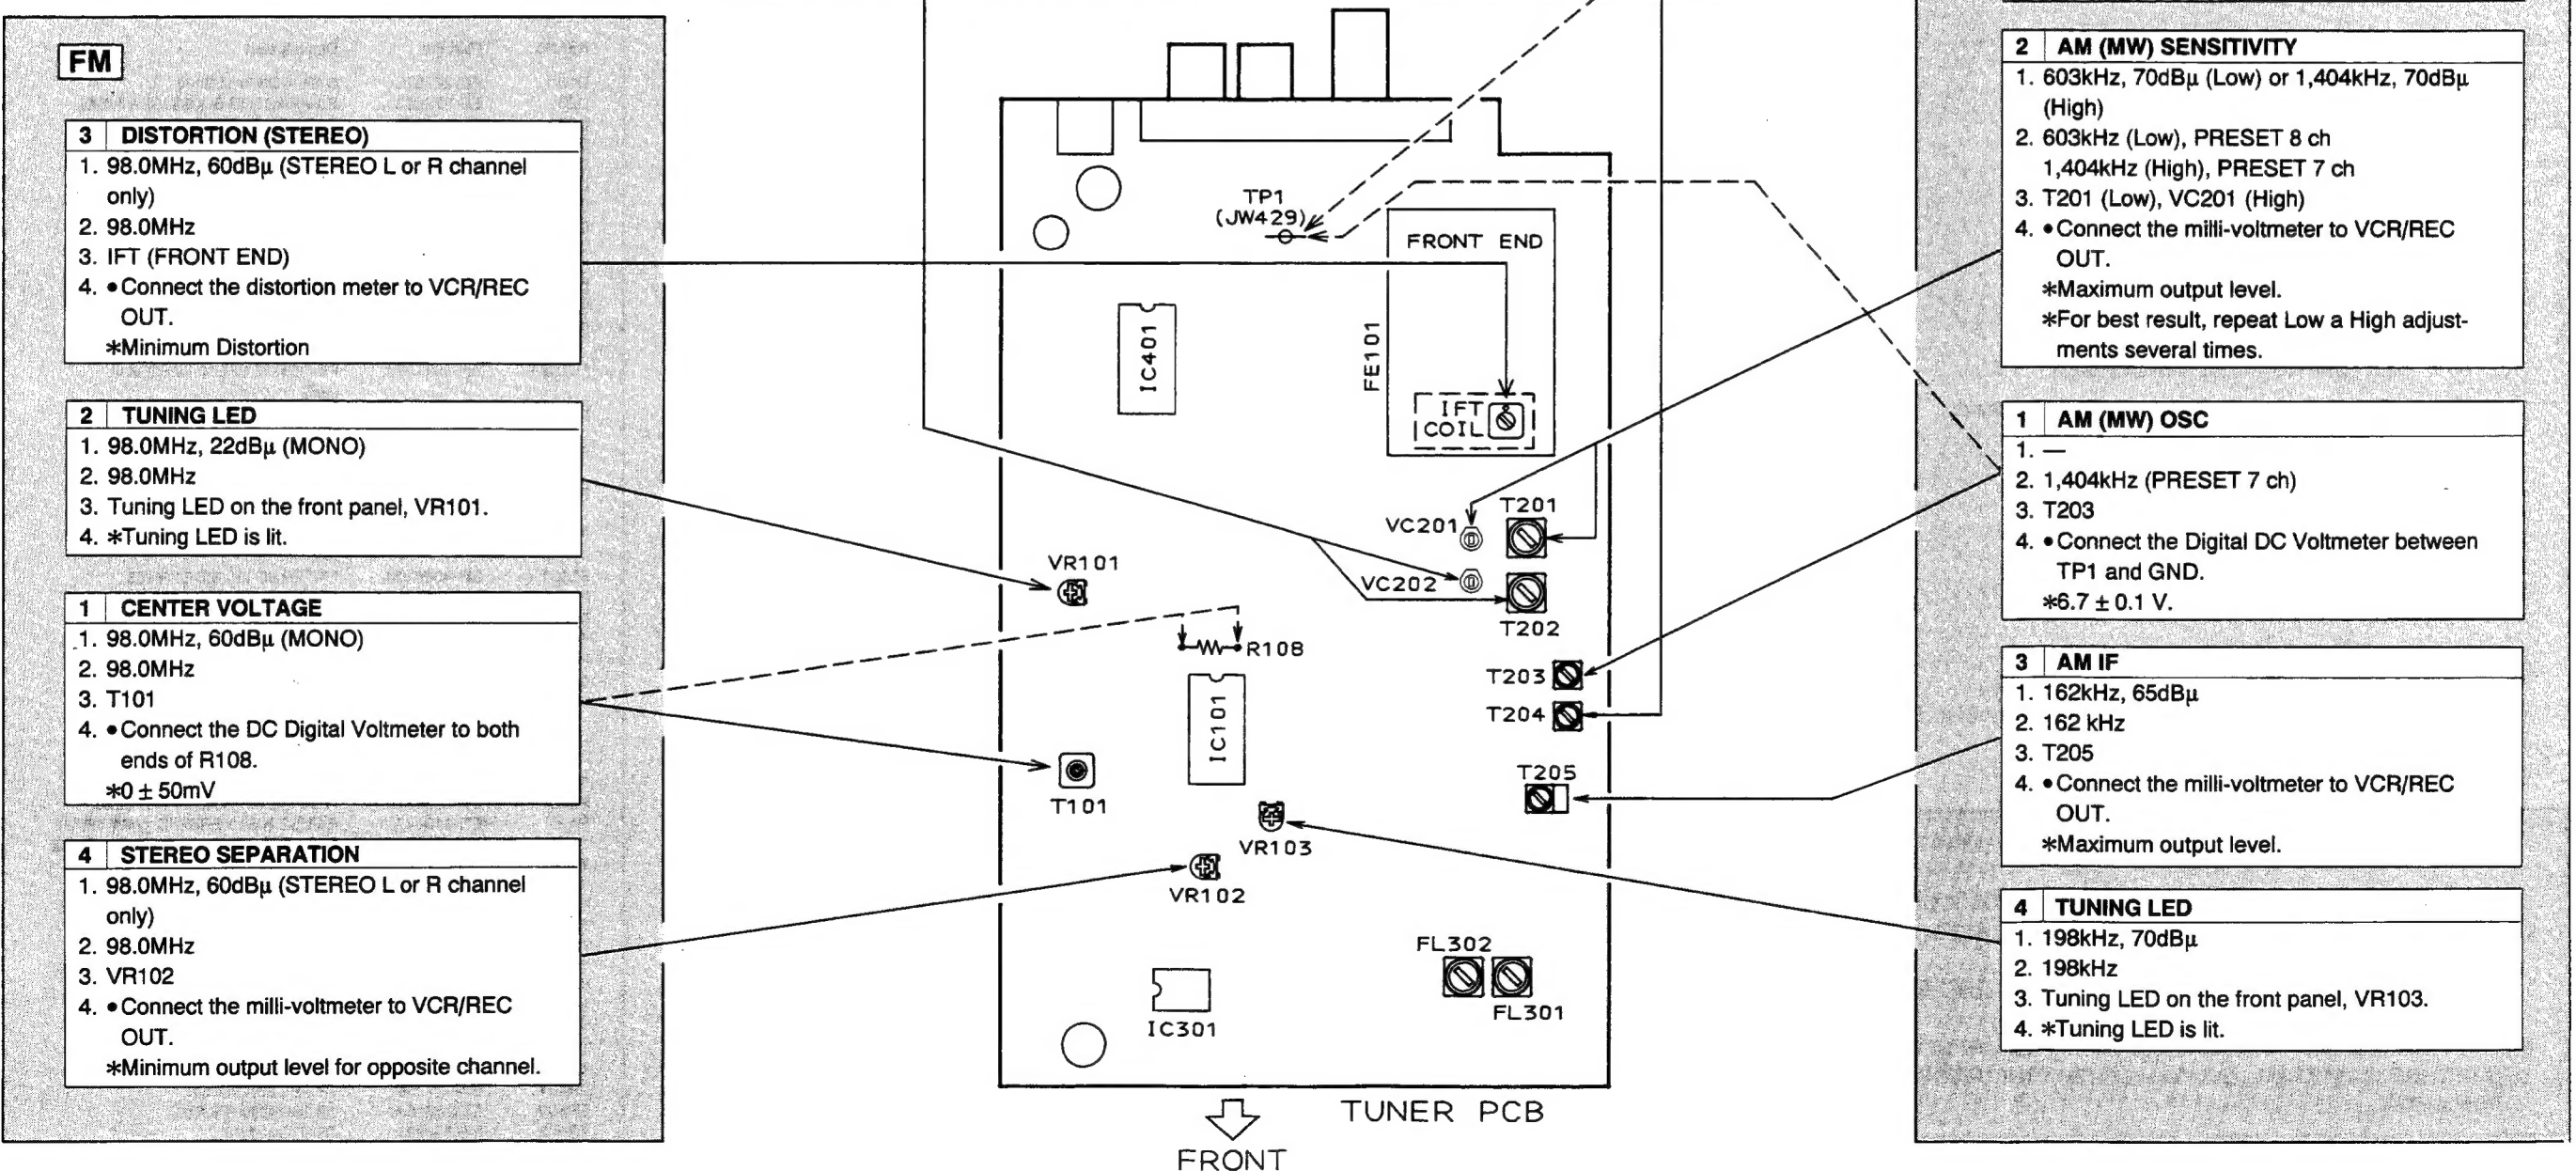 FM
3 DISTORTION (STEREO)
1. 98.0MHz, 60dBµ (STEREO L or R channel
only)
2. 98.0MHz
3. IFT (FRONT END)
4. •Connect the distortion meter to VCR/REC
OUT.
*Minimum Distortion
2 TUNING LED
1. 98.0MHz, 22dBµ (MONO)
2. 98.0MHz
3. Tuning LED on the front panel, VR101.
4. *Tuning LED is lit.
1 CENTER VOLTAGE
1. 98.0MHz, 60dBµ (MONO)
2. 98.0MHz
3. T101
4. •Connect the DC Digital Voltmeter to both
ends of R108.
*0 ± 50mV
4 STEREO SEPARATION
1. 98.0MHz, 60dBµ (STEREO L or R channel
only)
2. 98.0MHz
3. VR102
4. •Connect the milli-voltmeter to VCR/REC
OUT.
*Minimum output level for opposite channel.
TP1
(JW429)
FRONT END
FE101
IC401
IFT
COIL
VC201
T201
VR101
VC202
T202
R108
T203
T204
IC101
T205
T101
VR103
VR102
FL302
FL301
IC301
TUNER PCB
FRONT
2 AM (MW) SENSITIVITY
1. 603kHz, 70dBµ (Low) or 1,404kHz, 70dBµ
(High)
2. 603kHz (Low), PRESET 8 ch
1,404kHz (High), PRESET 7 ch
3. T201 (Low), VC201 (High)
4. •Connect the milli-voltmeter to VCR/REC
OUT.
*Maximum output level.
*For best result, repeat Low a High adjust-
ments several times.
1 AM (MW) OSC
1. —
2. 1,404kHz (PRESET 7 ch)
3. T203
4. •Connect the Digital DC Voltmeter between
TP1 and GND.
*6.7 ± 0.1 V.
3 AM IF
1. 162kHz, 65dBµ
2. 162 kHz
3. T205
4. •Connect the milli-voltmeter to VCR/REC
OUT.
*Maximum output level.
4 TUNING LED
1. 198kHz, 70dBµ
2. 198kHz
3. Tuning LED on the front panel, VR103.
4. *Tuning LED is lit.